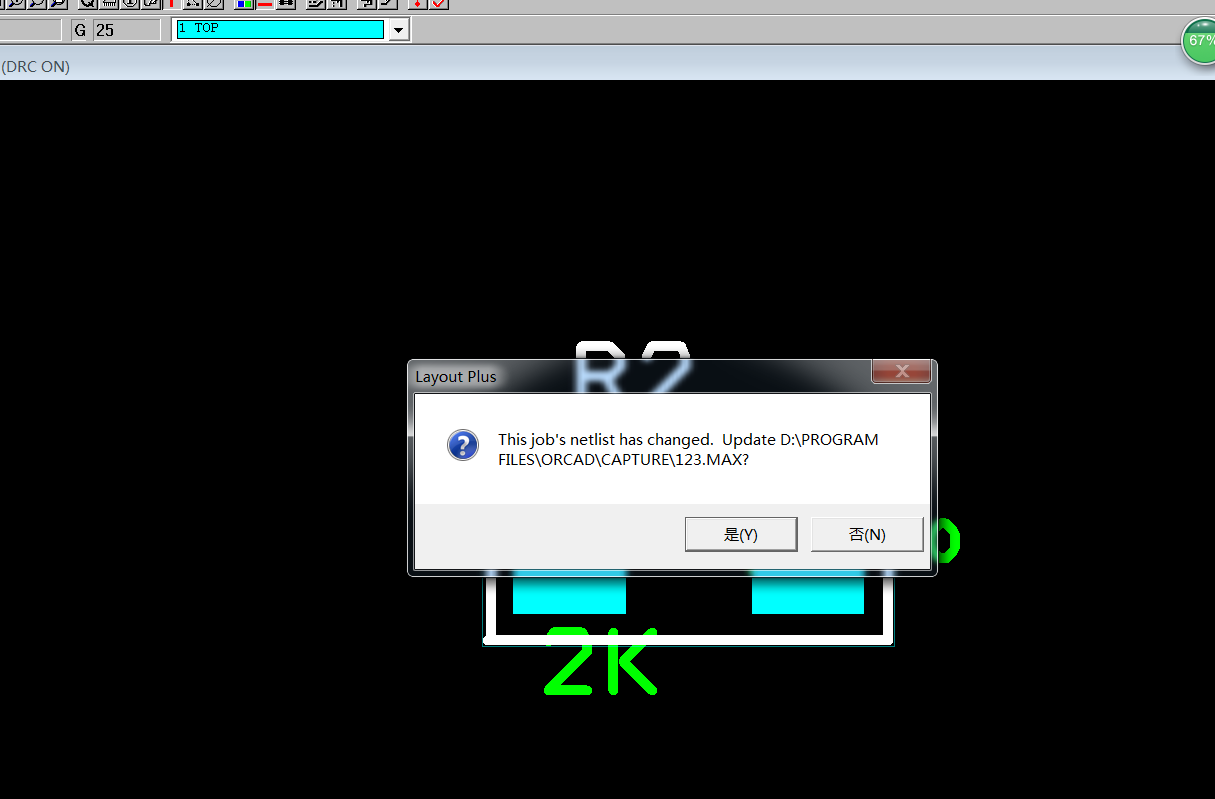 G 25 1 TOP
67%
(DRC ON)
R2
Layout Plus
This job's netlist has changed.  Update D:\PROGRAM
FILES\ORCAD\CAPTURE\123.MAX?
是(Y) 否(N)
2K